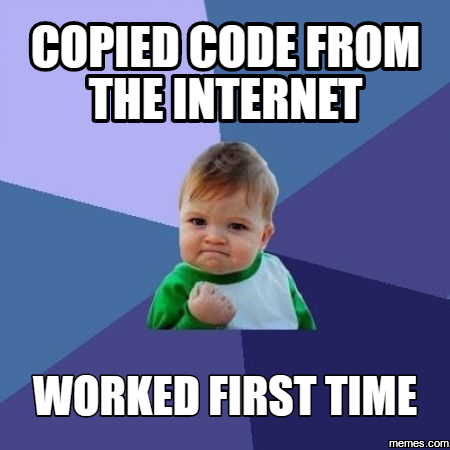 COPIED CODE FROM
THE INTERNET
WORKED FIRST TIME
memes.com